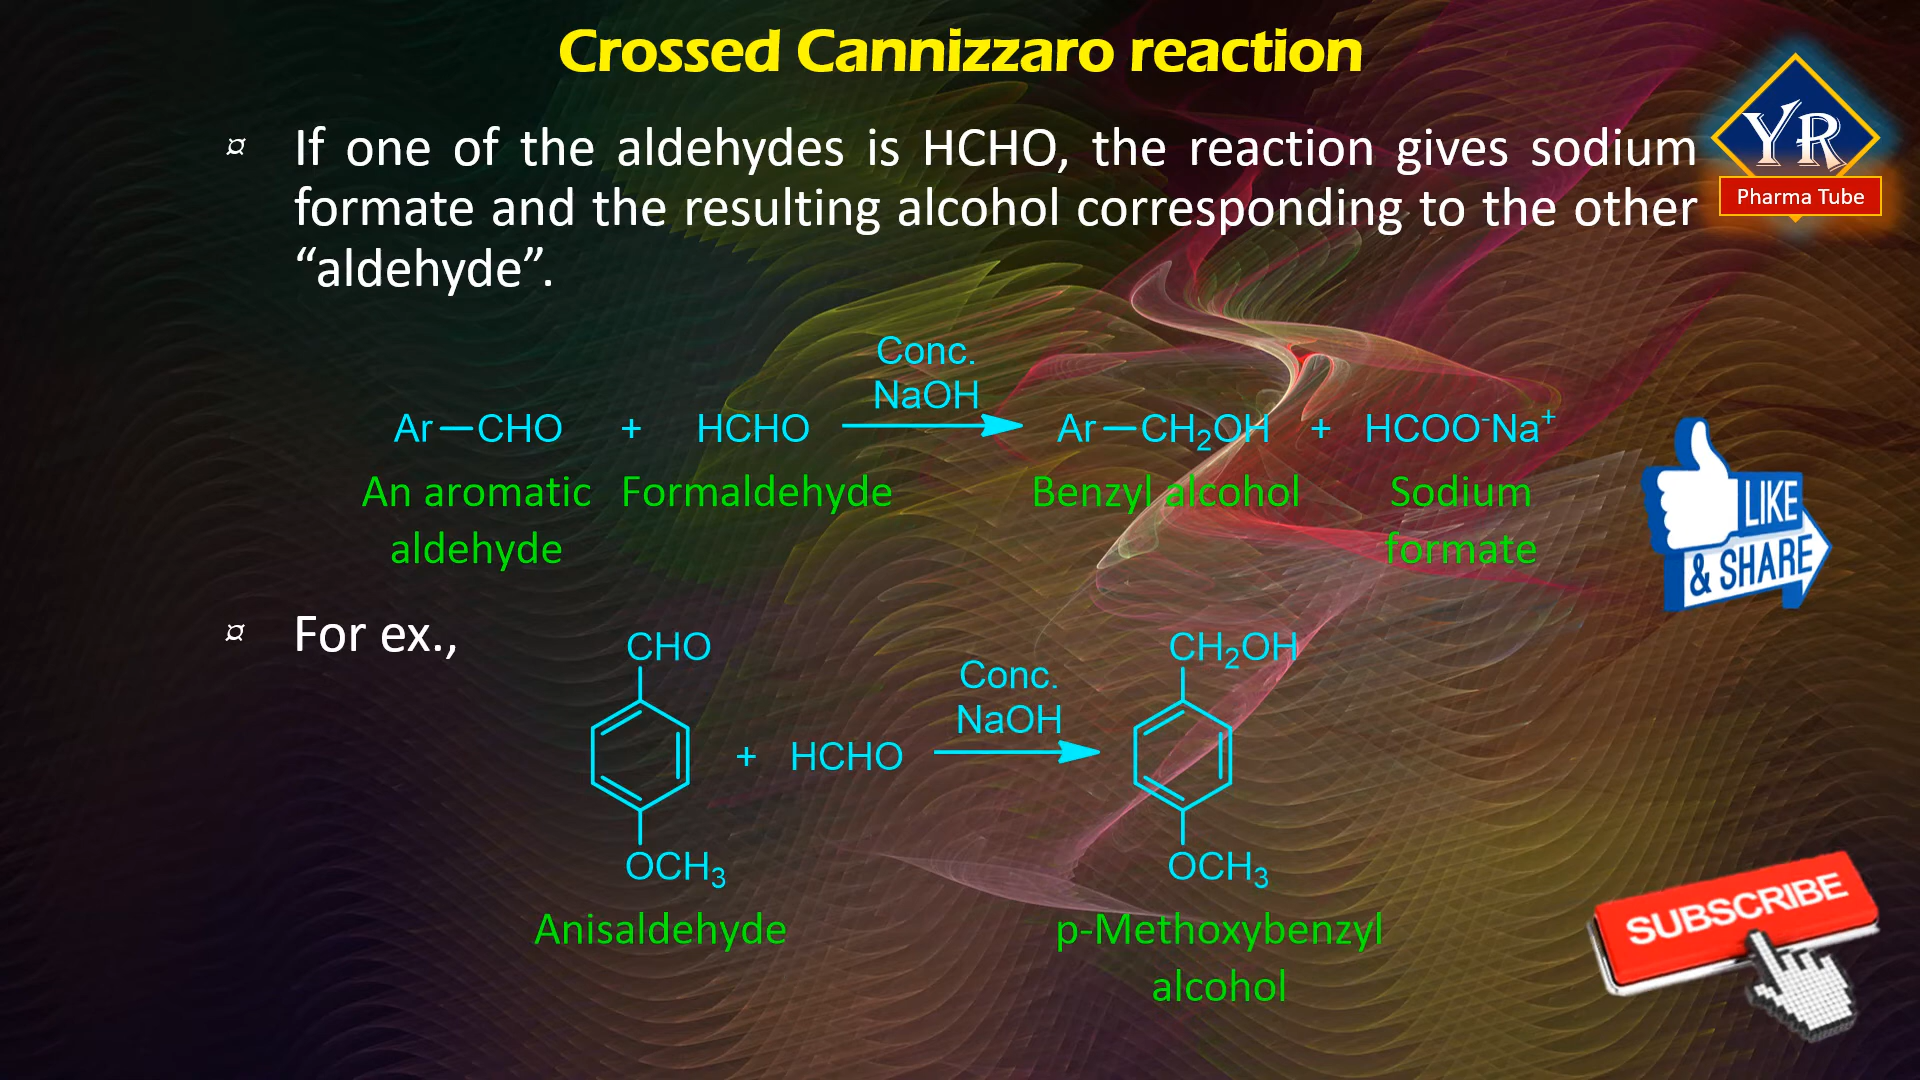 Crossed Cannizzaro reaction
YR
Pharma Tube
¤ If one of the aldehydes is HCHO, the reaction gives sodium
formate and the resulting alcohol corresponding to the other
“aldehyde”.
Conc.
NaOH
Ar—CHO + HCHO Ar—CH₂OH + HCOO⁻Na⁺
An aromatic Formaldehyde Benzyl alcohol Sodium
aldehyde formate
LIKE
& SHARE
¤ For ex.,
CHO CH₂OH
Conc.
NaOH
+ HCHO
OCH₃ OCH₃
Anisaldehyde p-Methoxybenzyl
alcohol
SUBSCRIBE